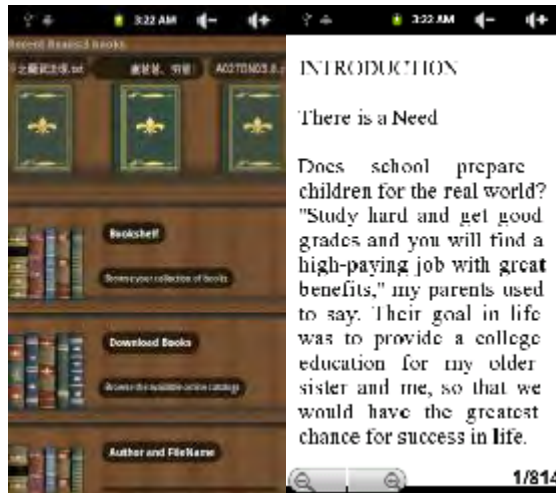 3:22 AM
Recent Books
books
.txt
A027DN03.
Bookshelf
Browse your collection of books
Download Books
Browse the available online catalogs
Author and FileName
3:22 AM
INTRODUCTION
There is a Need
Does school prepare
children for the real world?
"Study hard and get good
grades and you will find a
high-paying job with great
benefits," my parents used
to say. Their goal in life
was to provide a college
education for my older
sister and me, so that we
would have the greatest
chance for success in life.
1/814